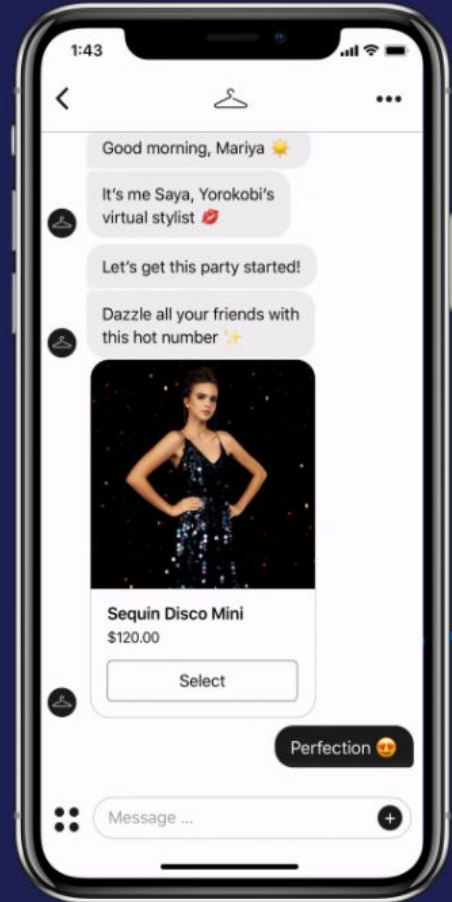 1:43
Good morning, Mariya ☀️
It's me Saya, Yorokobi's
virtual stylist 💋
Let's get this party started!
Dazzle all your friends with
this hot number ✨
Sequin Disco Mini
$120.00
Select
Perfection 😍
Message ...